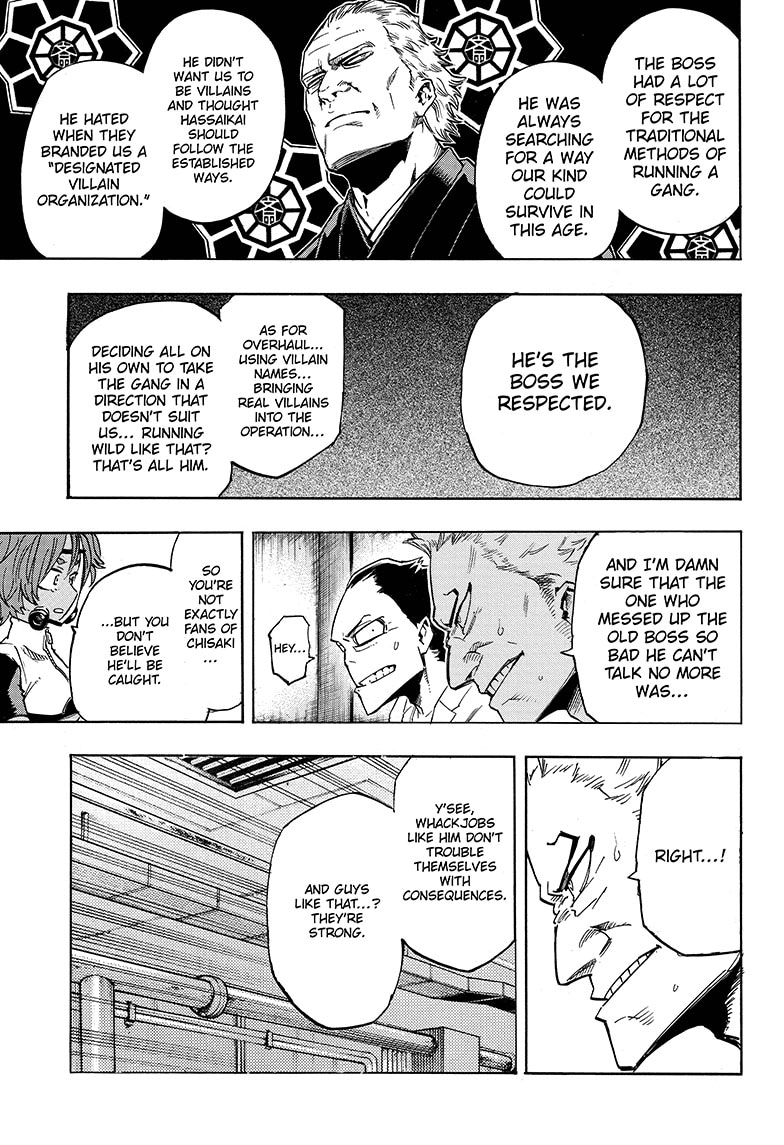 THE BOSS
HAD A LOT
OF RESPECT
FOR THE
TRADITIONAL
METHODS OF
RUNNING
A GANG.
HE WAS
ALWAYS
SEARCHING
FOR A WAY
OUR KIND
COULD
SURVIVE IN
THIS AGE.
HE DIDN'T
WANT US TO
BE VILLAINS
AND THOUGHT
HASSAIKAI
SHOULD
FOLLOW THE
ESTABLISHED
WAYS.
HE HATED
WHEN THEY
BRANDED US A
"DESIGNATED
VILLAIN
ORGANIZATION."
HE'S THE
BOSS WE
RESPECTED.
AS FOR
OVERHAUL...
USING VILLAIN
NAMES...
BRINGING
REAL VILLAINS
INTO THE
OPERATION...
DECIDING ALL ON
HIS OWN TO TAKE
THE GANG IN A
DIRECTION THAT
DOESN'T SUIT
US... RUNNING
WILD LIKE THAT?
THAT'S ALL HIM.
AND I'M DAMN
SURE THAT THE
ONE WHO
MESSED UP THE
OLD BOSS SO
BAD HE CAN'T
TALK NO MORE
WAS...
HEY...
SO
YOU'RE
NOT
EXACTLY
FANS OF
CHISAKI
...
...BUT YOU
DON'T
BELIEVE
HE'LL BE
CAUGHT.
RIGHT...!
Y'SEE,
WHACKJOBS
LIKE HIM DON'T
TROUBLE
THEMSELVES
WITH
CONSEQUENCES.
AND GUYS
LIKE THAT...?
THEY'RE
STRONG.